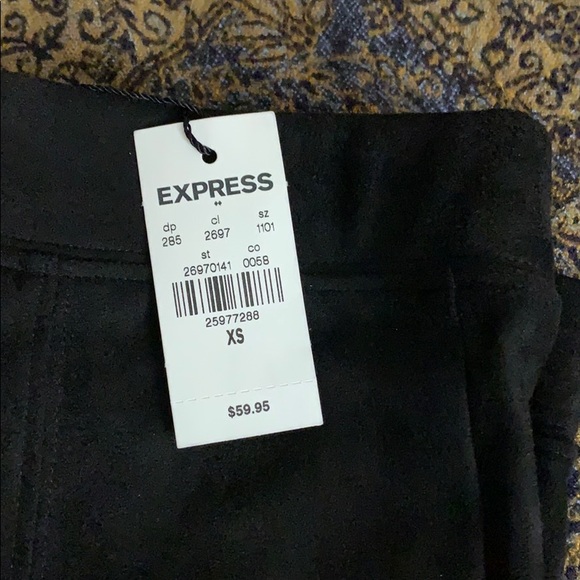 EXPRESS
dp cl sz
285 2697 1101
st co
26970141 0058
25977288
XS
$59.95